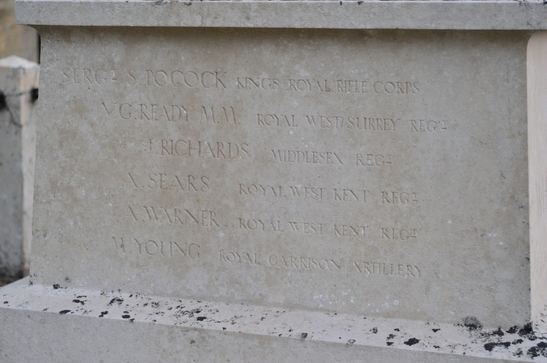 SERGT S. POCOCK KINGS ROYAL RIFLE CORPS
V.G. READY M.M. ROYAL WEST SURREY REGT
J. RICHARDS MIDDLESEX REGT
A. SEARS ROYAL WEST KENT REGT
A. WARNER ROYAL WEST KENT REGT
W. YOUNG ROYAL GARRISON ARTILLERY